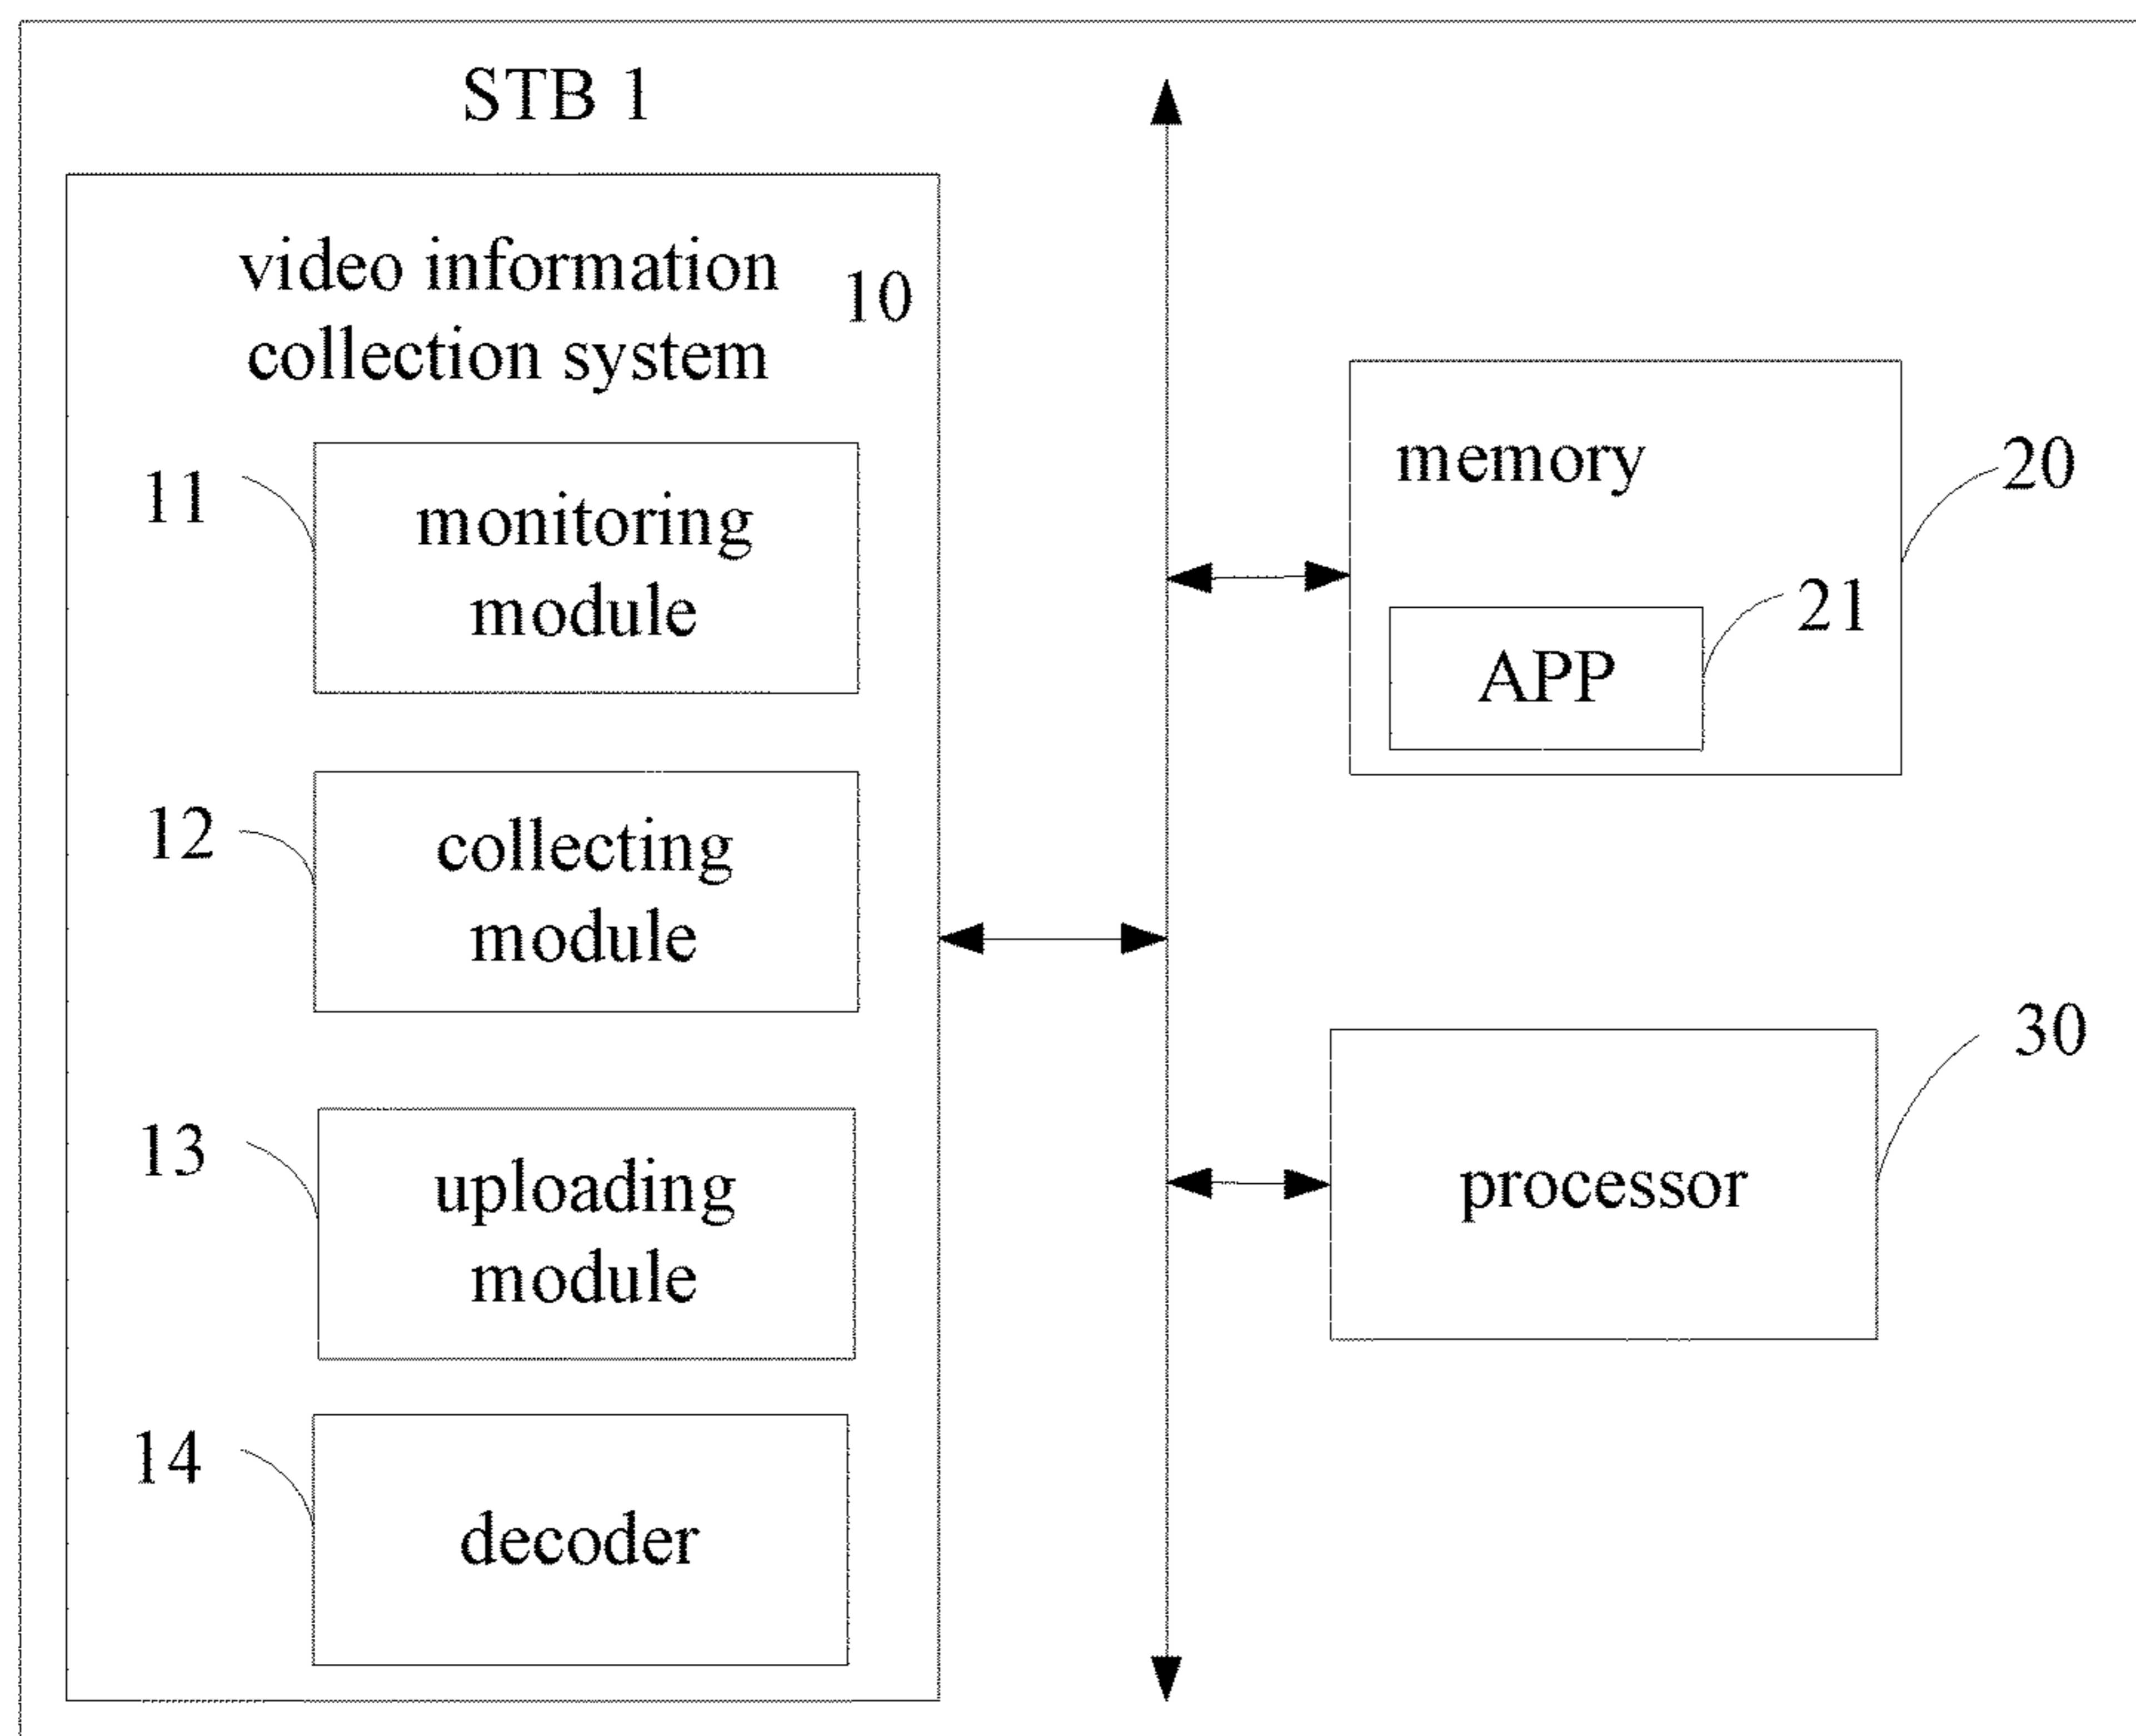 STB 1
video information
collection system
10
11
monitoring
module
12
collecting
module
13
uploading
module
14
decoder
memory
20
21
APP
30
processor